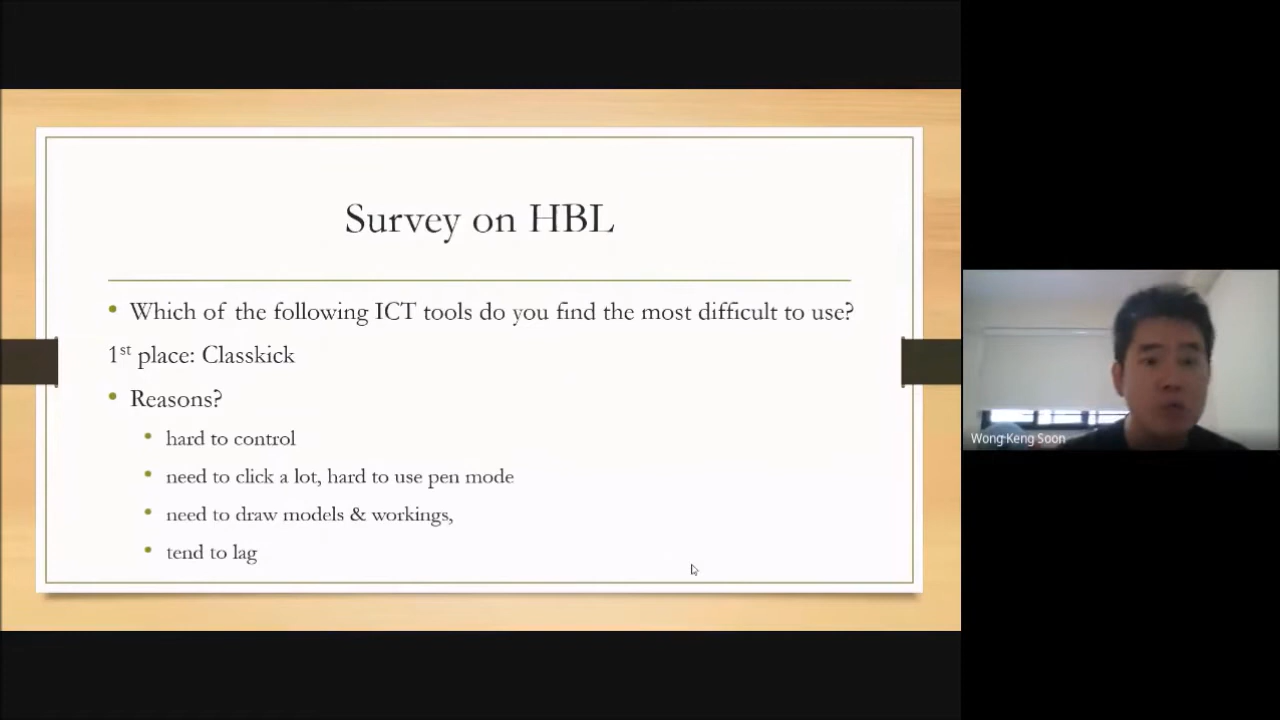 Survey on HBL
• Which of the following ICT tools do you find the most difficult to use?
1st place: Classkick
• Reasons?
• hard to control
• need to click a lot, hard to use pen mode
• need to draw models & workings,
• tend to lag
Wong Keng Soon